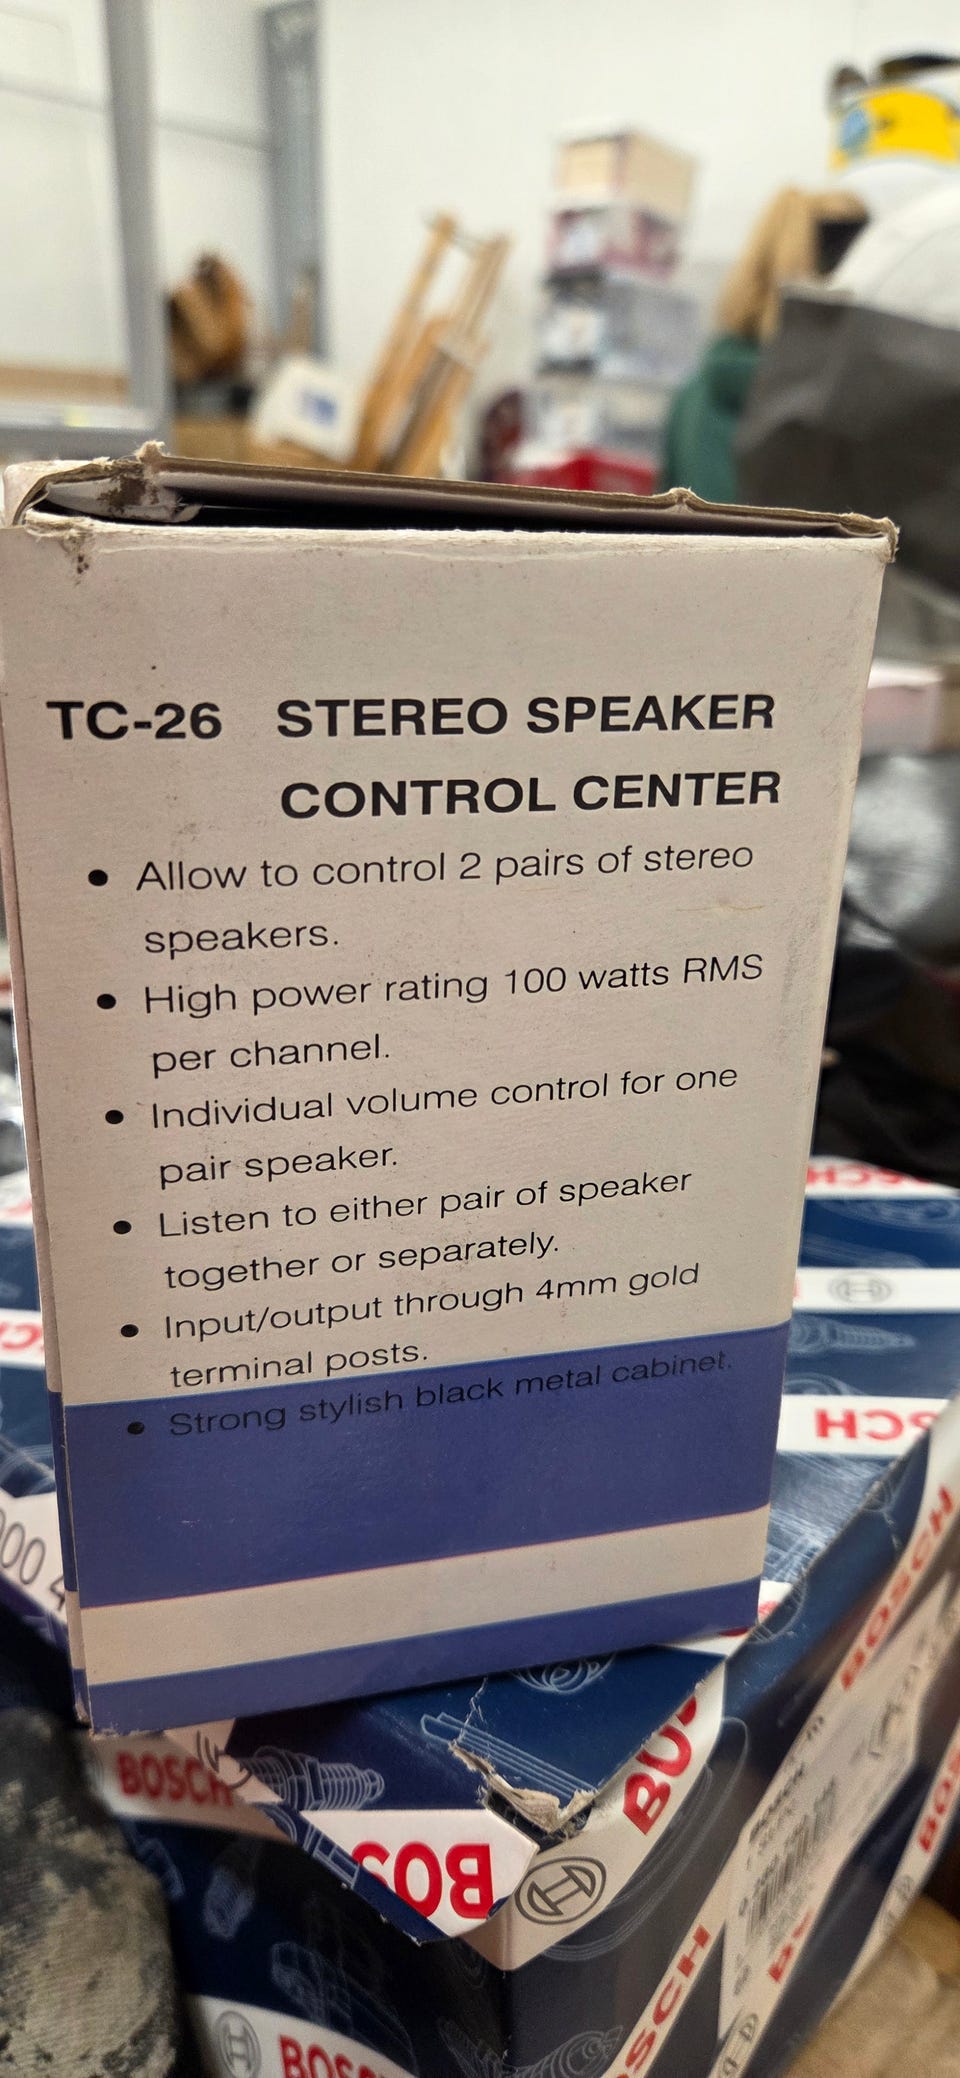 TC-26 STEREO SPEAKER
CONTROL CENTER
• Allow to control 2 pairs of stereo
speakers.
• High power rating 100 watts RMS
per channel.
• Individual volume control for one
pair speaker.
• Listen to either pair of speaker
together or separately.
• Input/output through 4mm gold
terminal posts.
• Strong stylish black metal cabinet.
BOSCH
BOSCH
BOSCH
BOSCH